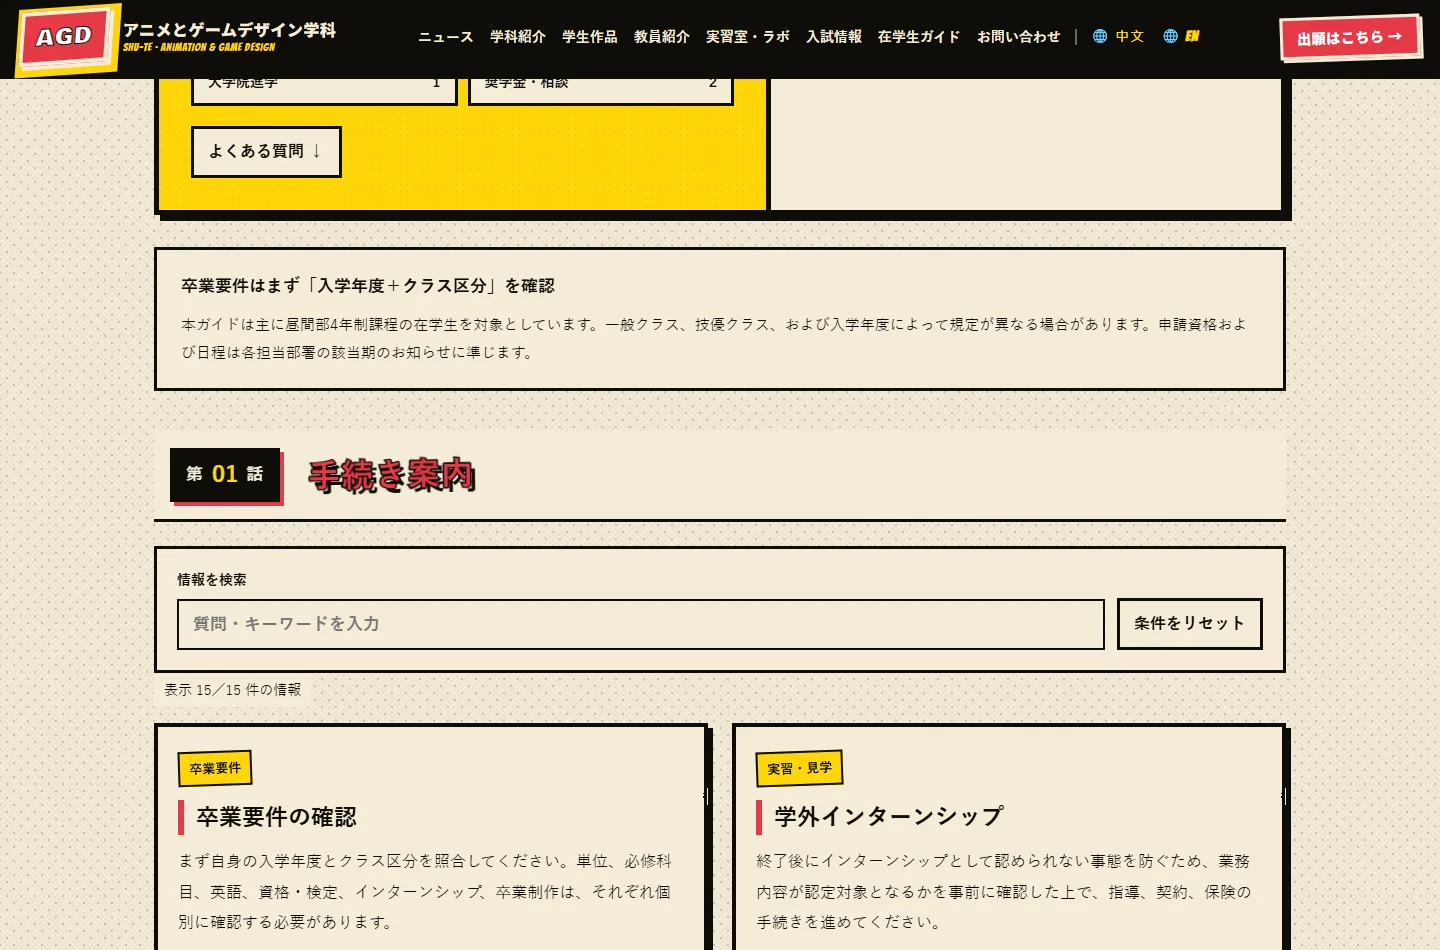 AGD
アニメとゲームデザイン学科
SHU-TE · ANIMATION & GAME DESIGN
ニュース 学科紹介 学生作品 教員紹介 実習室・ラボ 入試情報 在学生ガイド お問い合わせ | 🌐 中文 🌐 EN
出願はこちら →
大学院進学 1
奨学金・相談 2
よくある質問 ↓
卒業要件はまず「入学年度＋クラス区分」を確認
本ガイドは主に昼間部4年制課程の在学生を対象としています。一般クラス、技優クラス、および入学年度によって規定が異なる場合があります。申請資格およ
び日程は各担当部署の該当期のお知らせに準じます。
第 01 話
手続き案内
情報を検索
質問・キーワードを入力
条件をリセット
表示 15／15 件の情報
卒業要件
卒業要件の確認
まず自身の入学年度とクラス区分を照合してください。単位、必修科
目、英語、資格・検定、インターンシップ、卒業制作は、それぞれ個
別に確認する必要があります。
実習・見学
学外インターンシップ
終了後にインターンシップとして認められない事態を防ぐため、業務
内容が認定対象となるかを事前に確認した上で、指導、契約、保険の
手続きを進めてください。